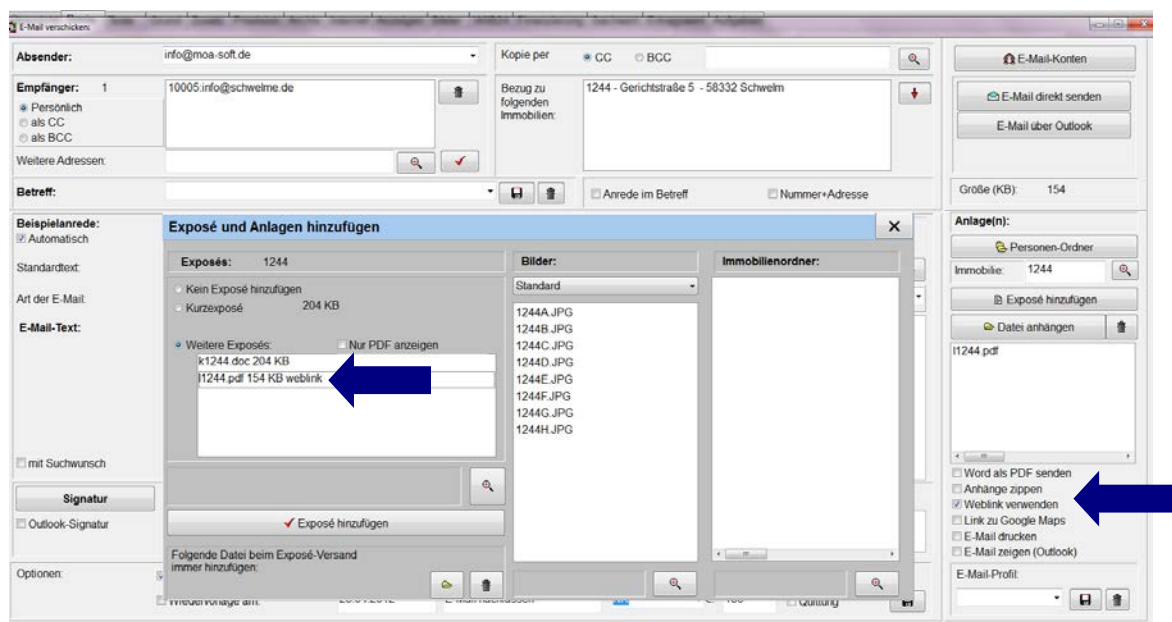 E-Mail verschicken:
Absender:
info@moa-soft.de
Kopie per
CC
BCC
E-Mail-Konten
Empfänger: 1
10005:info@schwelme.de
Persönlich
als CC
als BCC
Bezug zu
folgenden
Immobilien:
1244 - Gerichtstraße 5 - 58332 Schwelm
E-Mail direkt senden
E-Mail über Outlook
Weitere Adressen:
Betreff:
Anrede im Betreff
Nummer+Adresse
Größe (KB): 154
Beispielanrede:
Automatisch
Standardtext:
Art der E-Mail:
E-Mail-Text:
mit Suchwunsch
Signatur
Outlook-Signatur
Optionen:
Exposé und Anlagen hinzufügen
Exposés: 1244
Kein Exposé hinzufügen
Kurzexposé 204 KB
Weitere Exposés:
Nur PDF anzeigen
k1244.doc 204 KB
l1244.pdf 154 KB weblink
Exposé hinzufügen
Folgende Datei beim Exposé-Versand
immer hinzufügen:
Bilder:
Standard
1244A.JPG
1244B.JPG
1244C.JPG
1244D.JPG
1244E.JPG
1244F.JPG
1244G.JPG
1244H.JPG
Immobilienordner:
Anlage(n):
Personen-Ordner
Immobilie: 1244
Exposé hinzufügen
Datei anhängen
l1244.pdf
Word als PDF senden
Anhänge zippen
Weblink verwenden
Link zu Google Maps
E-Mail drucken
E-Mail zeigen (Outlook)
E-Mail-Profil: